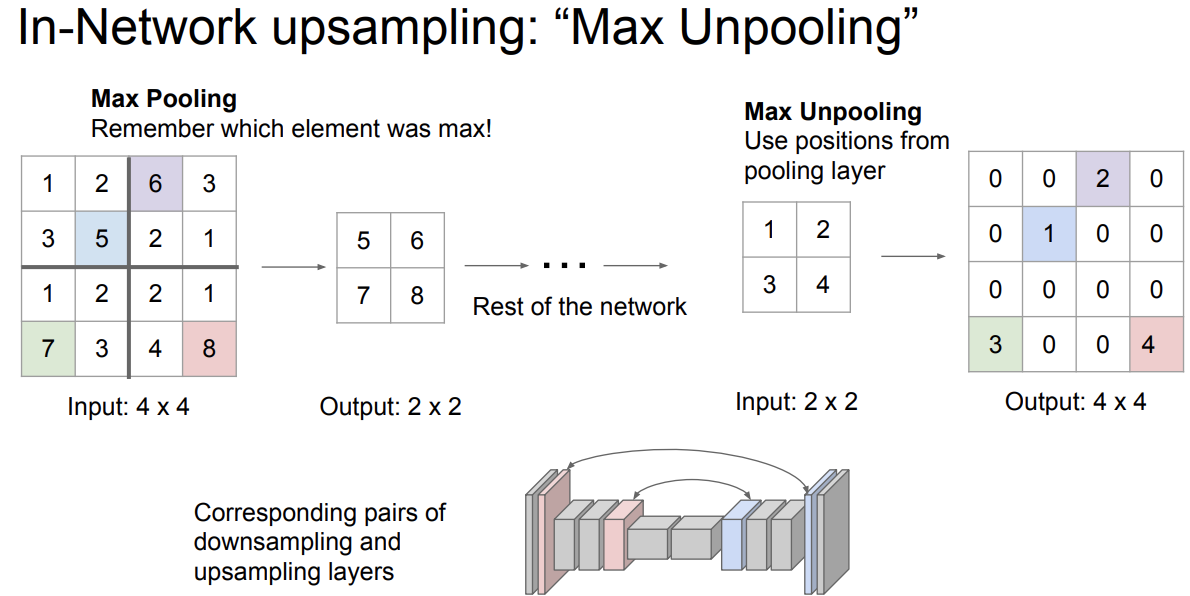 In-Network upsampling: “Max Unpooling”
Max Pooling
Remember which element was max!
1 2 6 3
3 5 2 1
1 2 2 1
7 3 4 8
Input: 4 x 4
5 6
7 8
Output: 2 x 2
...
Rest of the network
Max Unpooling
Use positions from
pooling layer
1 2
3 4
Input: 2 x 2
0 0 2 0
0 1 0 0
0 0 0 0
3 0 0 4
Output: 4 x 4
Corresponding pairs of
downsampling and
upsampling layers